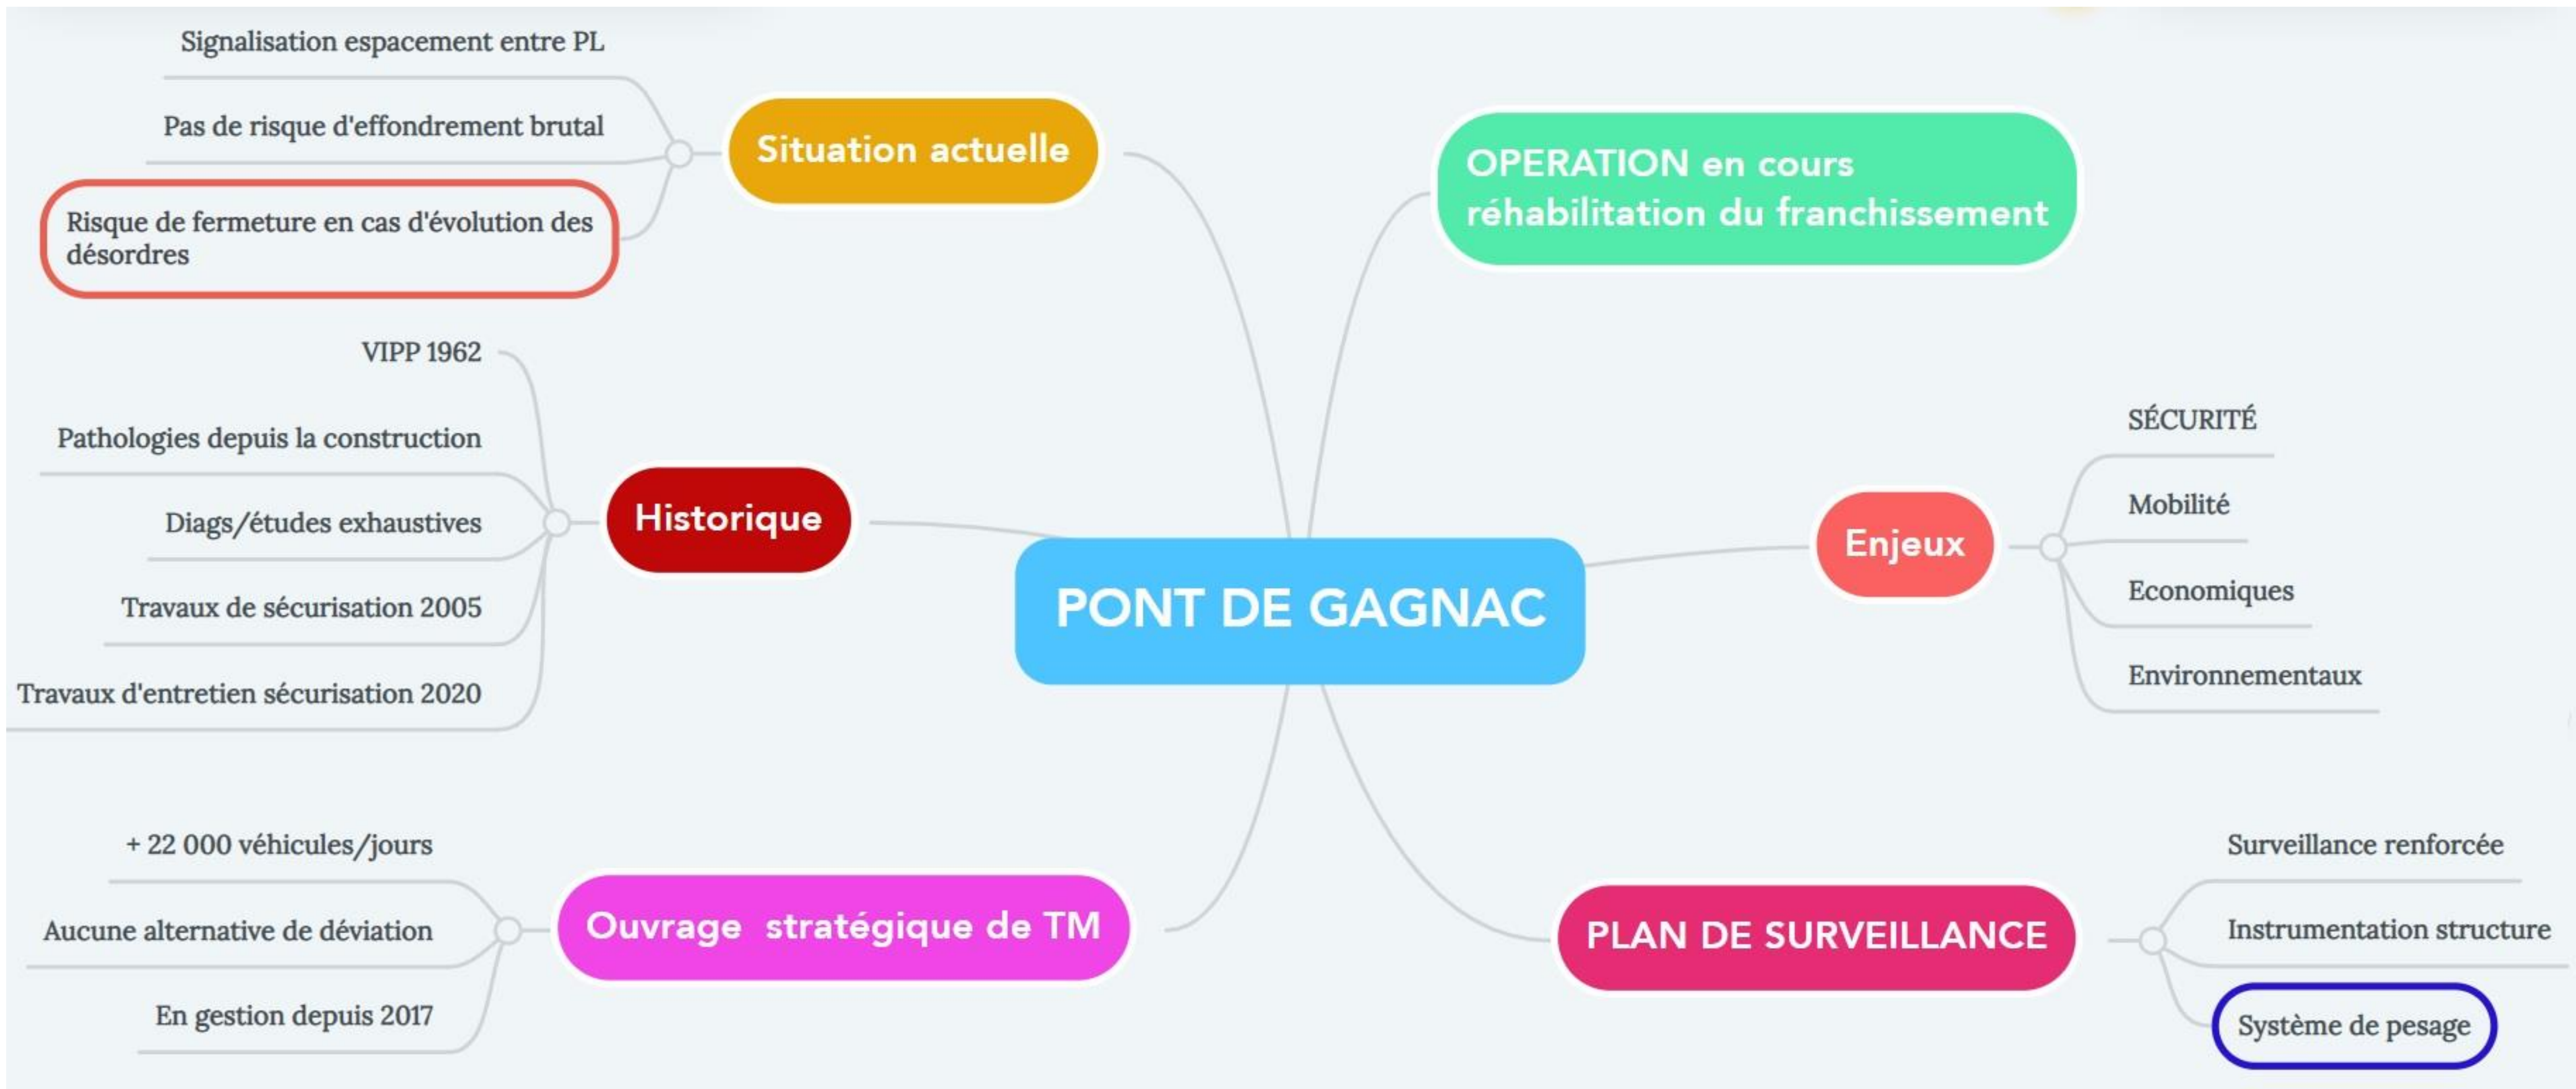 Signalisation espacement entre PL
Pas de risque d'effondrement brutal
Risque de fermeture en cas d'évolution des
désordres
Situation actuelle
VIPP 1962
Pathologies depuis la construction
Diags/études exhaustives
Travaux de sécurisation 2005
Travaux d'entretien sécurisation 2020
Historique
+ 22 000 véhicules/jours
Aucune alternative de déviation
En gestion depuis 2017
Ouvrage  stratégique de TM
PONT DE GAGNAC
OPERATION en cours
réhabilitation du franchissement
Enjeux
SÉCURITÉ
Mobilité
Economiques
Environnementaux
PLAN DE SURVEILLANCE
Surveillance renforcée
Instrumentation structure
Système de pesage